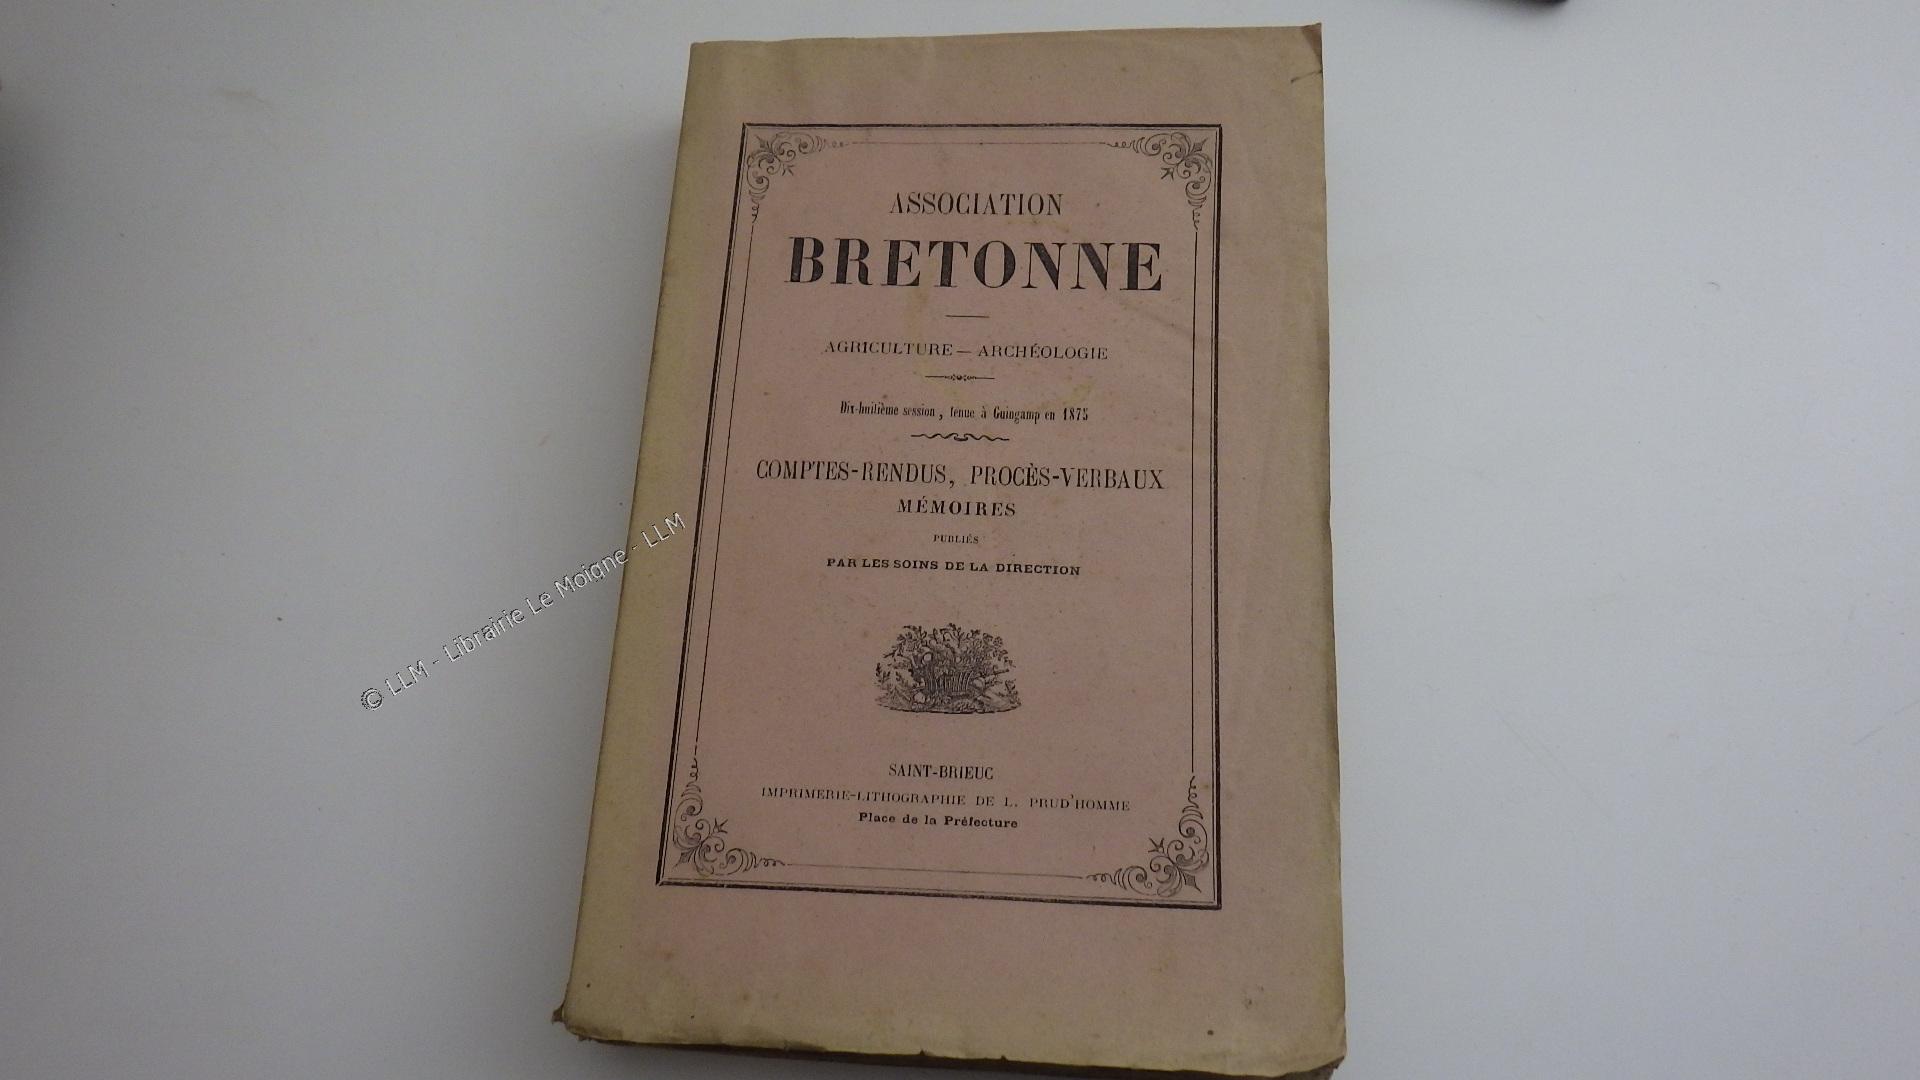 ASSOCIATION
BRETONNE
AGRICULTURE — ARCHÉOLOGIE
Dix-huitième session, tenue à Guingamp en 1875
COMPTES-RENDUS, PROCÈS-VERBAUX
MÉMOIRES
PUBLIÉS
PAR LES SOINS DE LA DIRECTION
SAINT-BRIEUC
IMPRIMERIE-LITHOGRAPHIE DE L. PRUD'HOMME
Place de la Préfecture
© LLM - Librairie Le Moigne - LLM